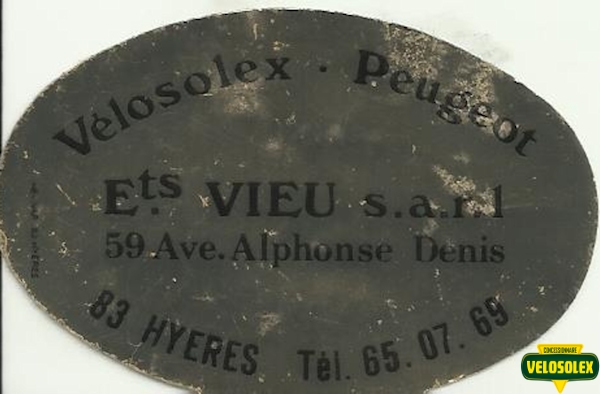 Vélosolex · Peugeot
Ets. VIEU s.a.r.l
59 Ave. Alphonse Denis
83 HYERES Tél. 65.07.69
CONCESSIONNAIRE
VELOSOLEX